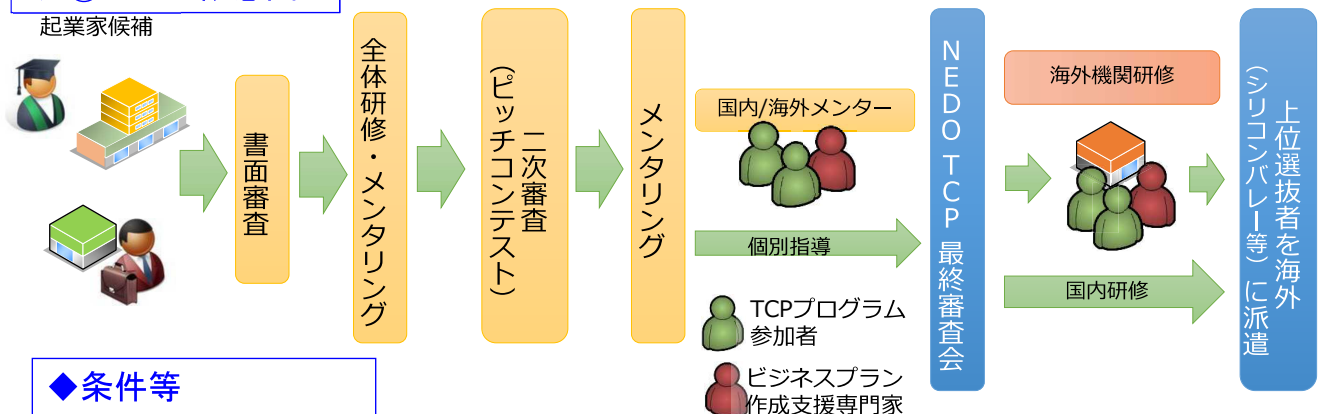 起業家候補
書面審査
全体研修・メンタリング
二次審査
(ピッチコンテスト)
メンタリング
国内/海外メンター
個別指導
TCPプログラム
参加者
ビジネスプラン
作成支援専門家
NEDO TCP 最終審査会
海外機関研修
国内研修
上位選抜者を海外
(シリコンバレー等)に派遣
◆条件等